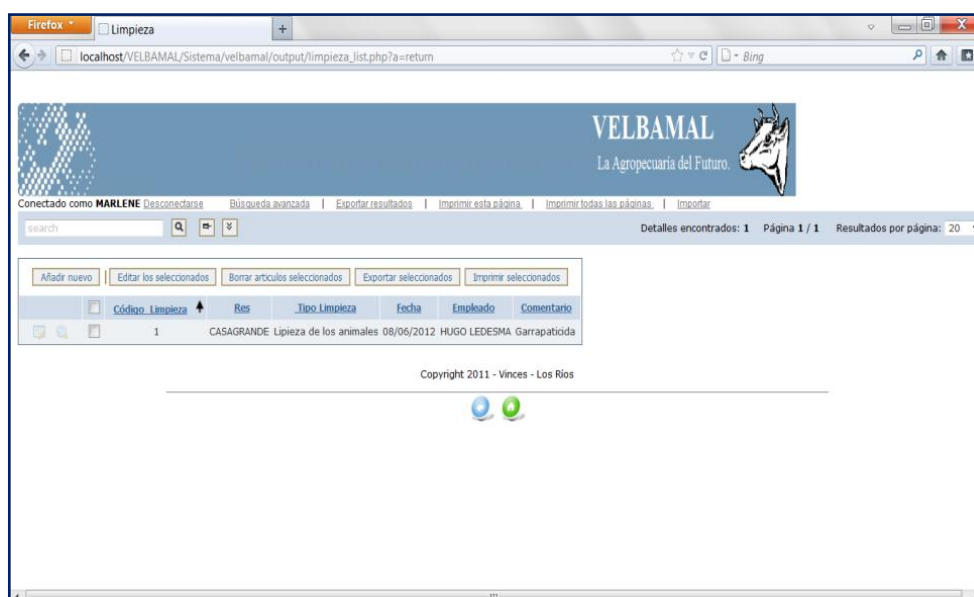 Firefox
Limpieza
localhost/VELBAMAL/Sistema/velbamal/output/limpieza_list.php?a=return
Bing
VELBAMAL
La Agropecuaria del Futuro.
Conectado como MARLENE Desconectarse Búsqueda avanzada | Exportar resultados | Imprimir esta página | Imprimir todas las páginas | Importar
search Detalles encontrados: 1 Página 1 / 1 Resultados por página: 20
Añadir nuevo | Editar los seleccionados Borrar articulos seleccionados Exportar seleccionados Imprimir seleccionados
Código Limpieza Res Tipo Limpieza Fecha Empleado Comentario
1 CASAGRANDE Lipieza de los animales 08/06/2012 HUGO LEDESMA Garrapaticida
Copyright 2011 - Vinces - Los Ríos